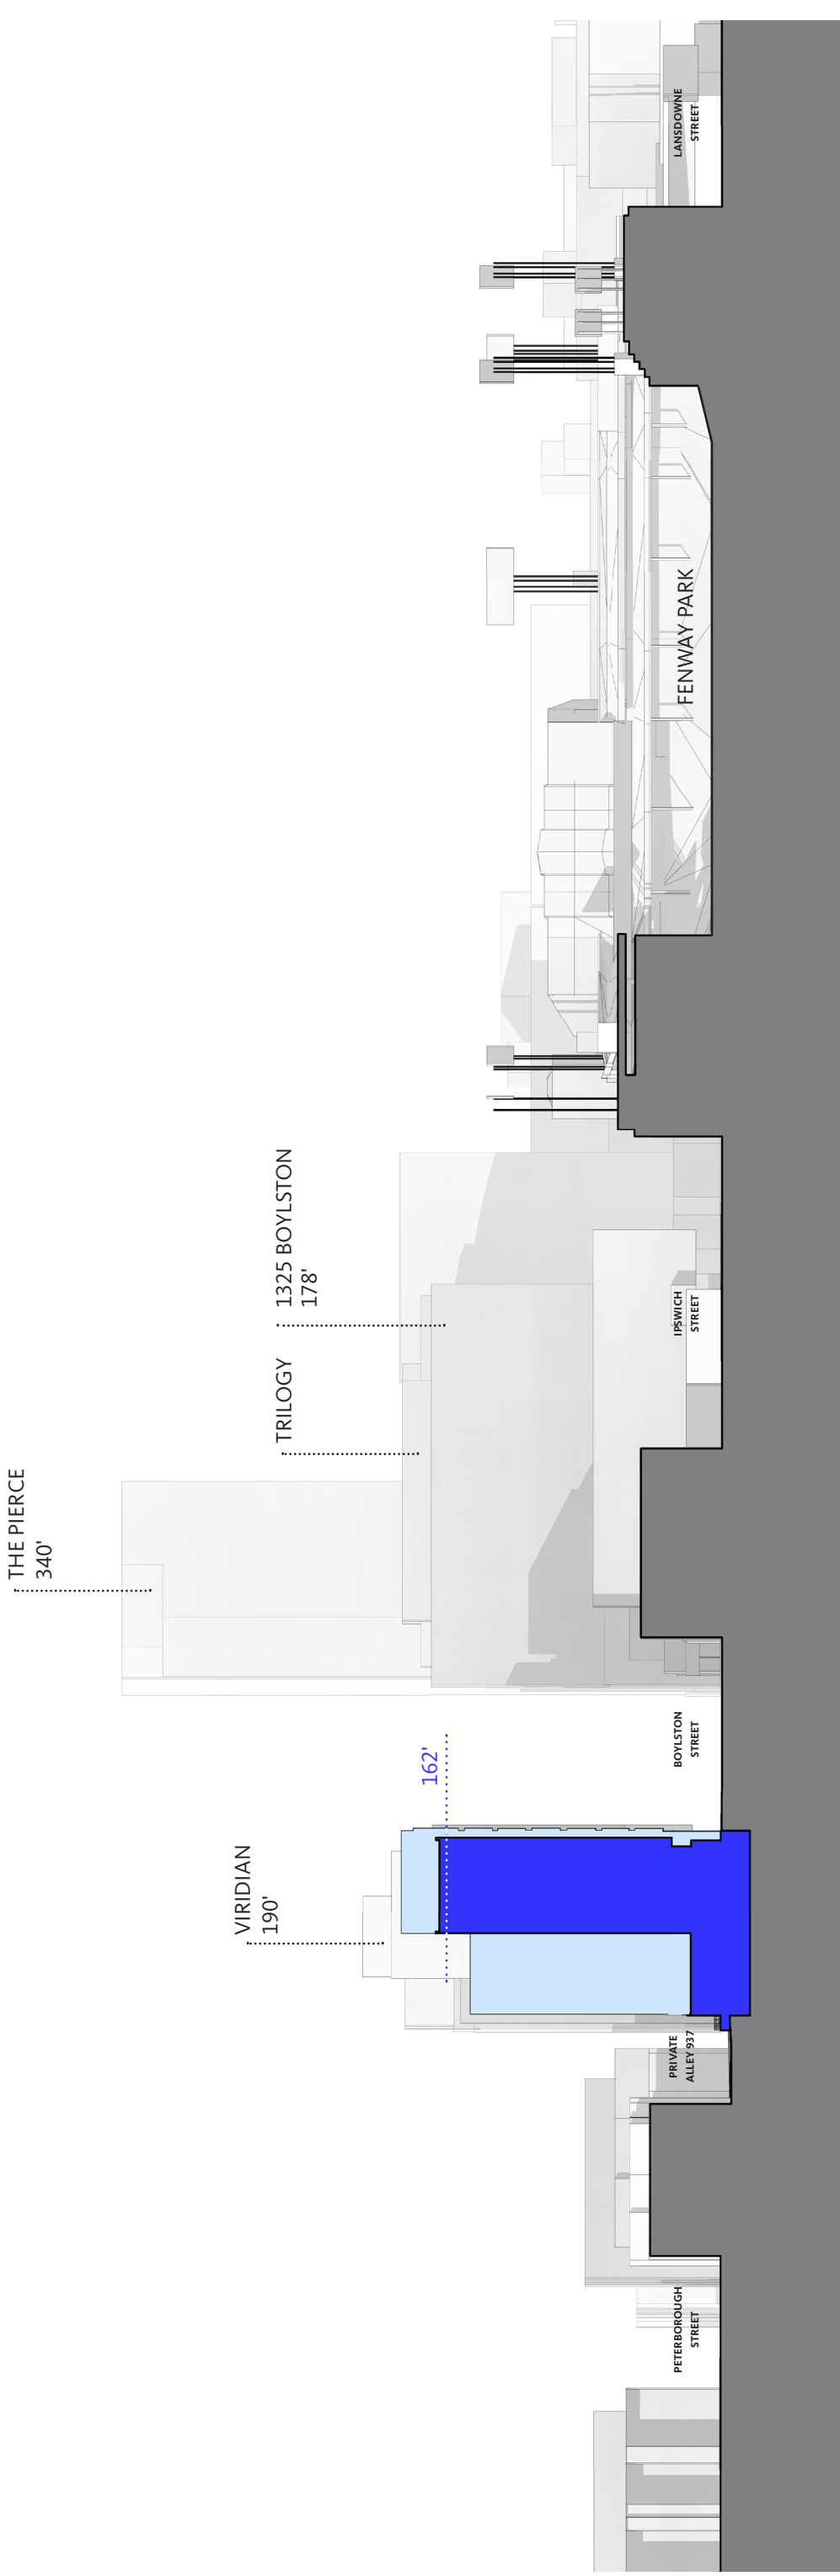 THE PIERCE
340'
VIRIDIAN
190'
TRILOGY
1325 BOYLSTON
178'
162'
PETERBOROUGH
STREET
PRIVATE
ALLEY 937
BOYLSTON
STREET
IPSWICH
STREET
FENWAY PARK
LANSDOWNE
STREET